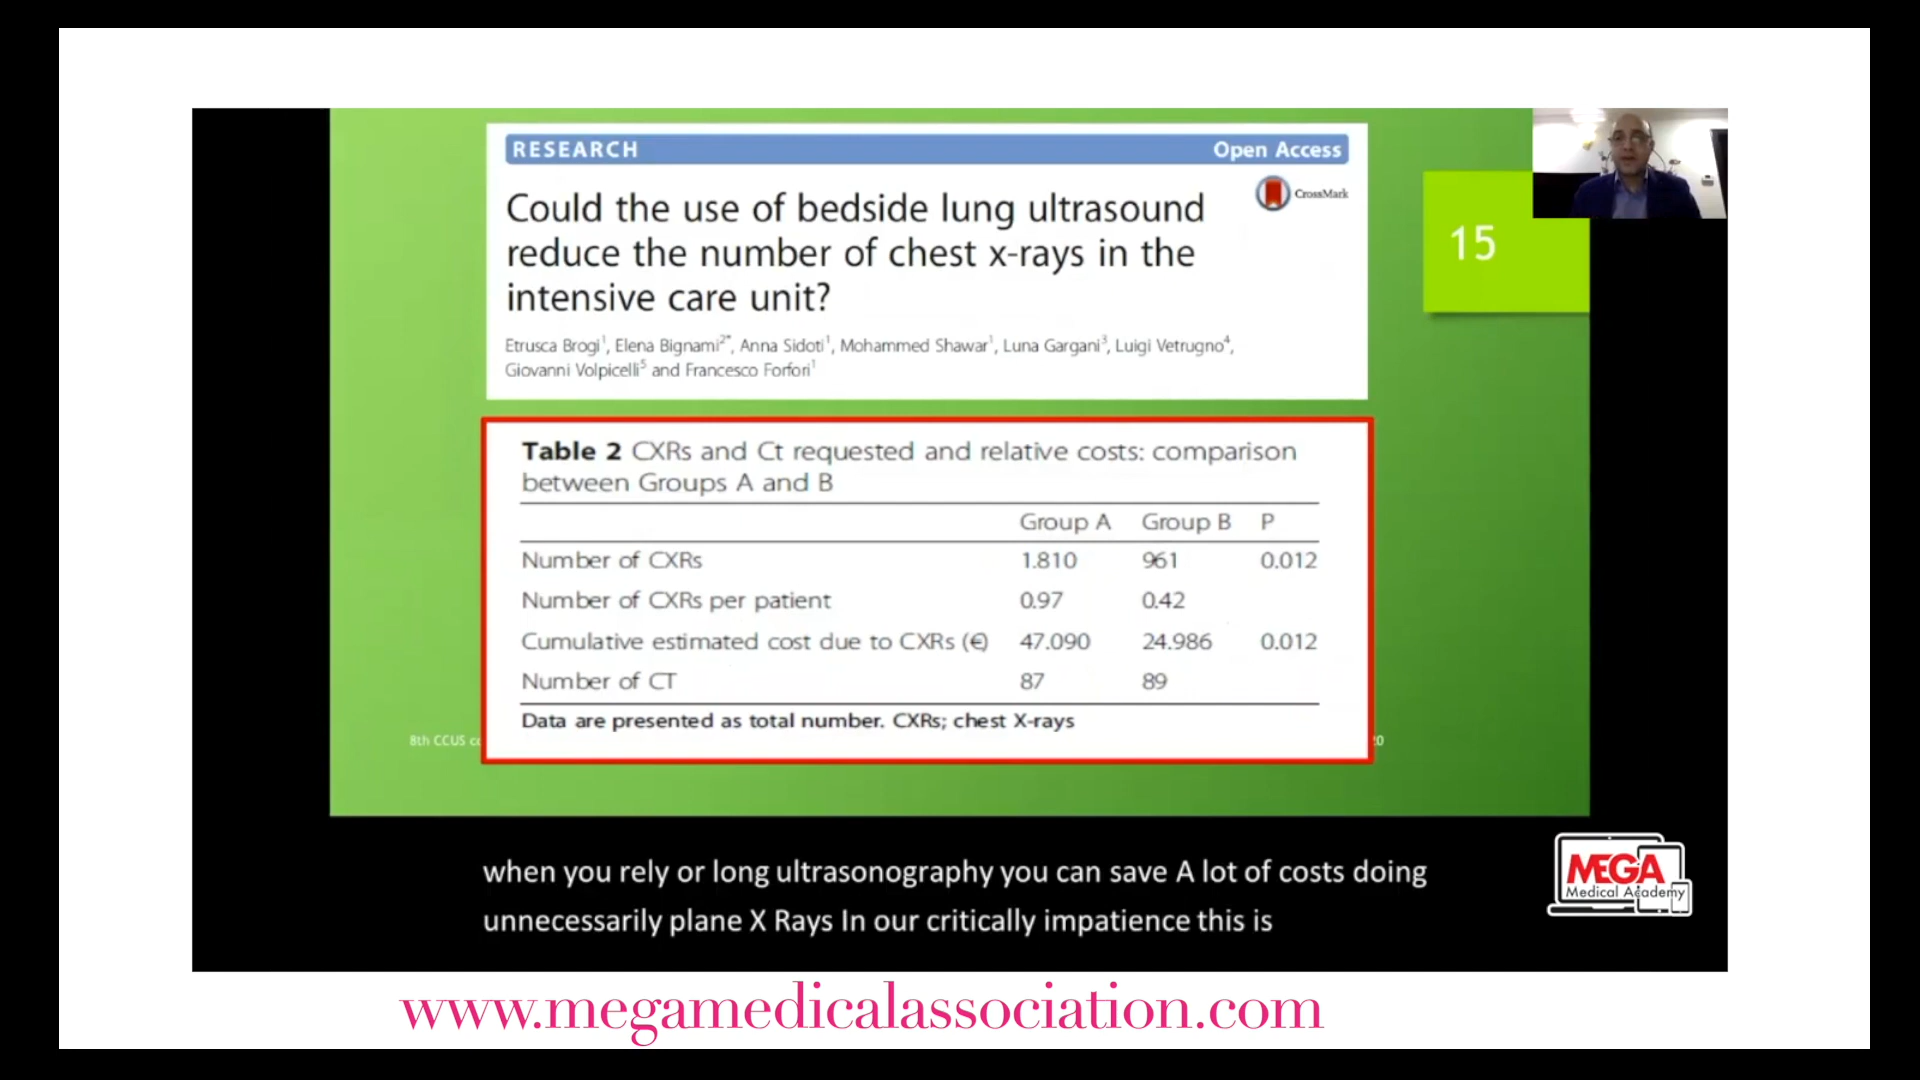 RESEARCH Open Access
CrossMark
Could the use of bedside lung ultrasound
reduce the number of chest x-rays in the
intensive care unit?
Etrusca Brogi¹, Elena Bignami²*, Anna Sidoti¹, Mohammed Shawar¹, Luna Gargani³, Luigi Vetrugno⁴,
Giovanni Volpicelli⁵ and Francesco Forfori¹
15
Table 2 CXRs and Ct requested and relative costs: comparison
between Groups A and B
Group A Group B P
Number of CXRs 1.810 961 0.012
Number of CXRs per patient 0.97 0.42
Cumulative estimated cost due to CXRs (€) 47.090 24.986 0.012
Number of CT 87 89
Data are presented as total number. CXRs; chest X-rays
8th CCUS
when you rely or long ultrasonography you can save A lot of costs doing
unnecessarily plane X Rays In our critically impatience this is
MEGA
Medical Academy
www.megamedicalassociation.com